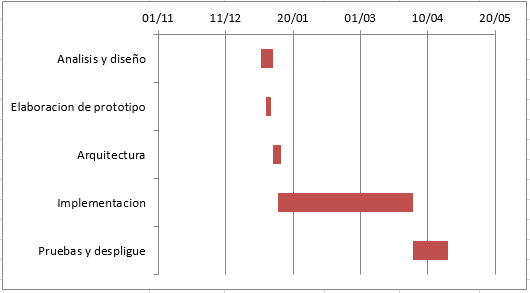 01/11 11/12 20/01 01/03 10/04 20/05
Analisis y diseño
Elaboracion de prototipo
Arquitectura
Implementacion
Pruebas y despligue